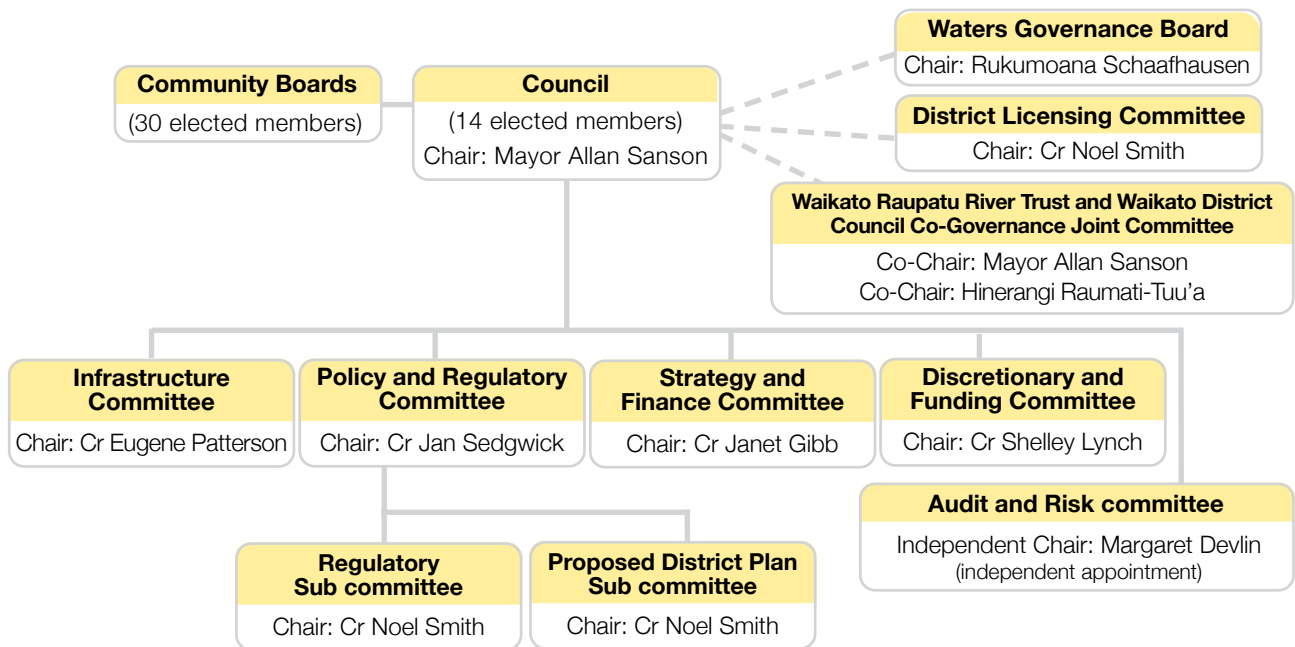 Community Boards
(30 elected members)
Council
(14 elected members)
Chair: Mayor Allan Sanson
Waters Governance Board
Chair: Rukumoana Schaafhausen
District Licensing Committee
Chair: Cr Noel Smith
Waikato Raupatu River Trust and Waikato District
Council Co-Governance Joint Committee
Co-Chair: Mayor Allan Sanson
Co-Chair: Hinerangi Raumati-Tuu’a
Infrastructure
Committee
Chair: Cr Eugene Patterson
Policy and Regulatory
Committee
Chair: Cr Jan Sedgwick
Strategy and
Finance Committee
Chair: Cr Janet Gibb
Discretionary and
Funding Committee
Chair: Cr Shelley Lynch
Audit and Risk committee
Independent Chair: Margaret Devlin
(independent appointment)
Regulatory
Sub committee
Chair: Cr Noel Smith
Proposed District Plan
Sub committee
Chair: Cr Noel Smith